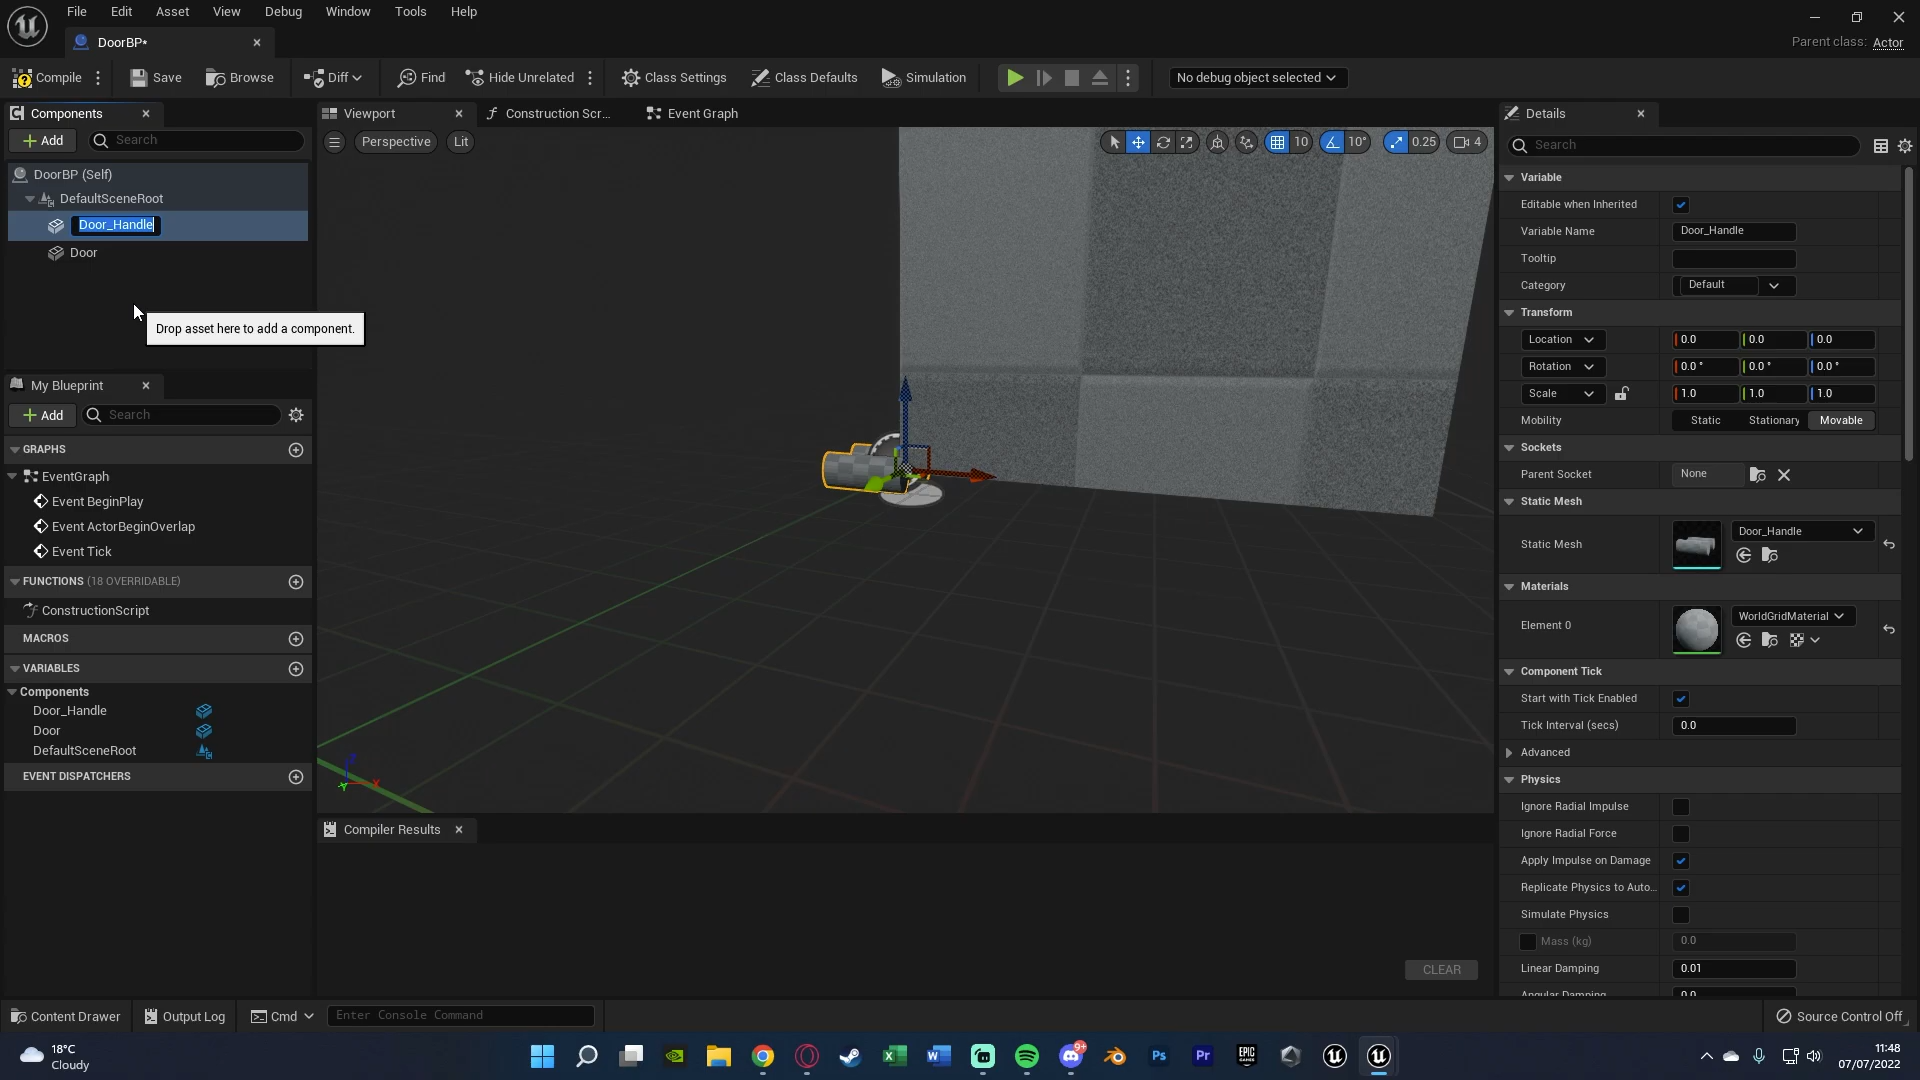 File Edit Asset View Debug Window Tools Help
DoorBP*
Parent class: Actor
Compile Save Browse Diff Find Hide Unrelated Class Settings Class Defaults Simulation No debug object selected
Components
Viewport Construction Scr... Event Graph
Details
Add Search
Perspective Lit
10 10° 0.25 4
Search
DoorBP (Self)
DefaultSceneRoot
Door_Handle
Door
Drop asset here to add a component.
My Blueprint
Add Search
GRAPHS
EventGraph
Event BeginPlay
Event ActorBeginOverlap
Event Tick
FUNCTIONS (18 OVERRIDABLE)
ConstructionScript
MACROS
VARIABLES
Components
Door_Handle
Door
DefaultSceneRoot
EVENT DISPATCHERS
Compiler Results
CLEAR
Variable
Editable when Inherited
Variable Name Door_Handle
Tooltip
Category Default
Transform
Location 0.0 0.0 0.0
Rotation 0.0 ° 0.0 ° 0.0 °
Scale 1.0 1.0 1.0
Mobility Static Stationary Movable
Sockets
Parent Socket None
Static Mesh
Static Mesh Door_Handle
Materials
Element 0 WorldGridMaterial
Component Tick
Start with Tick Enabled
Tick Interval (secs) 0.0
Advanced
Physics
Ignore Radial Impulse
Ignore Radial Force
Apply Impulse on Damage
Replicate Physics to Auto...
Simulate Physics
Mass (kg) 0.0
Linear Damping 0.01
Angular Damping 0.0
Content Drawer Output Log Cmd Enter Console Command Source Control Off
18°C
Cloudy
9+
Ps Pr EPIC GAMES
11:48
07/07/2022